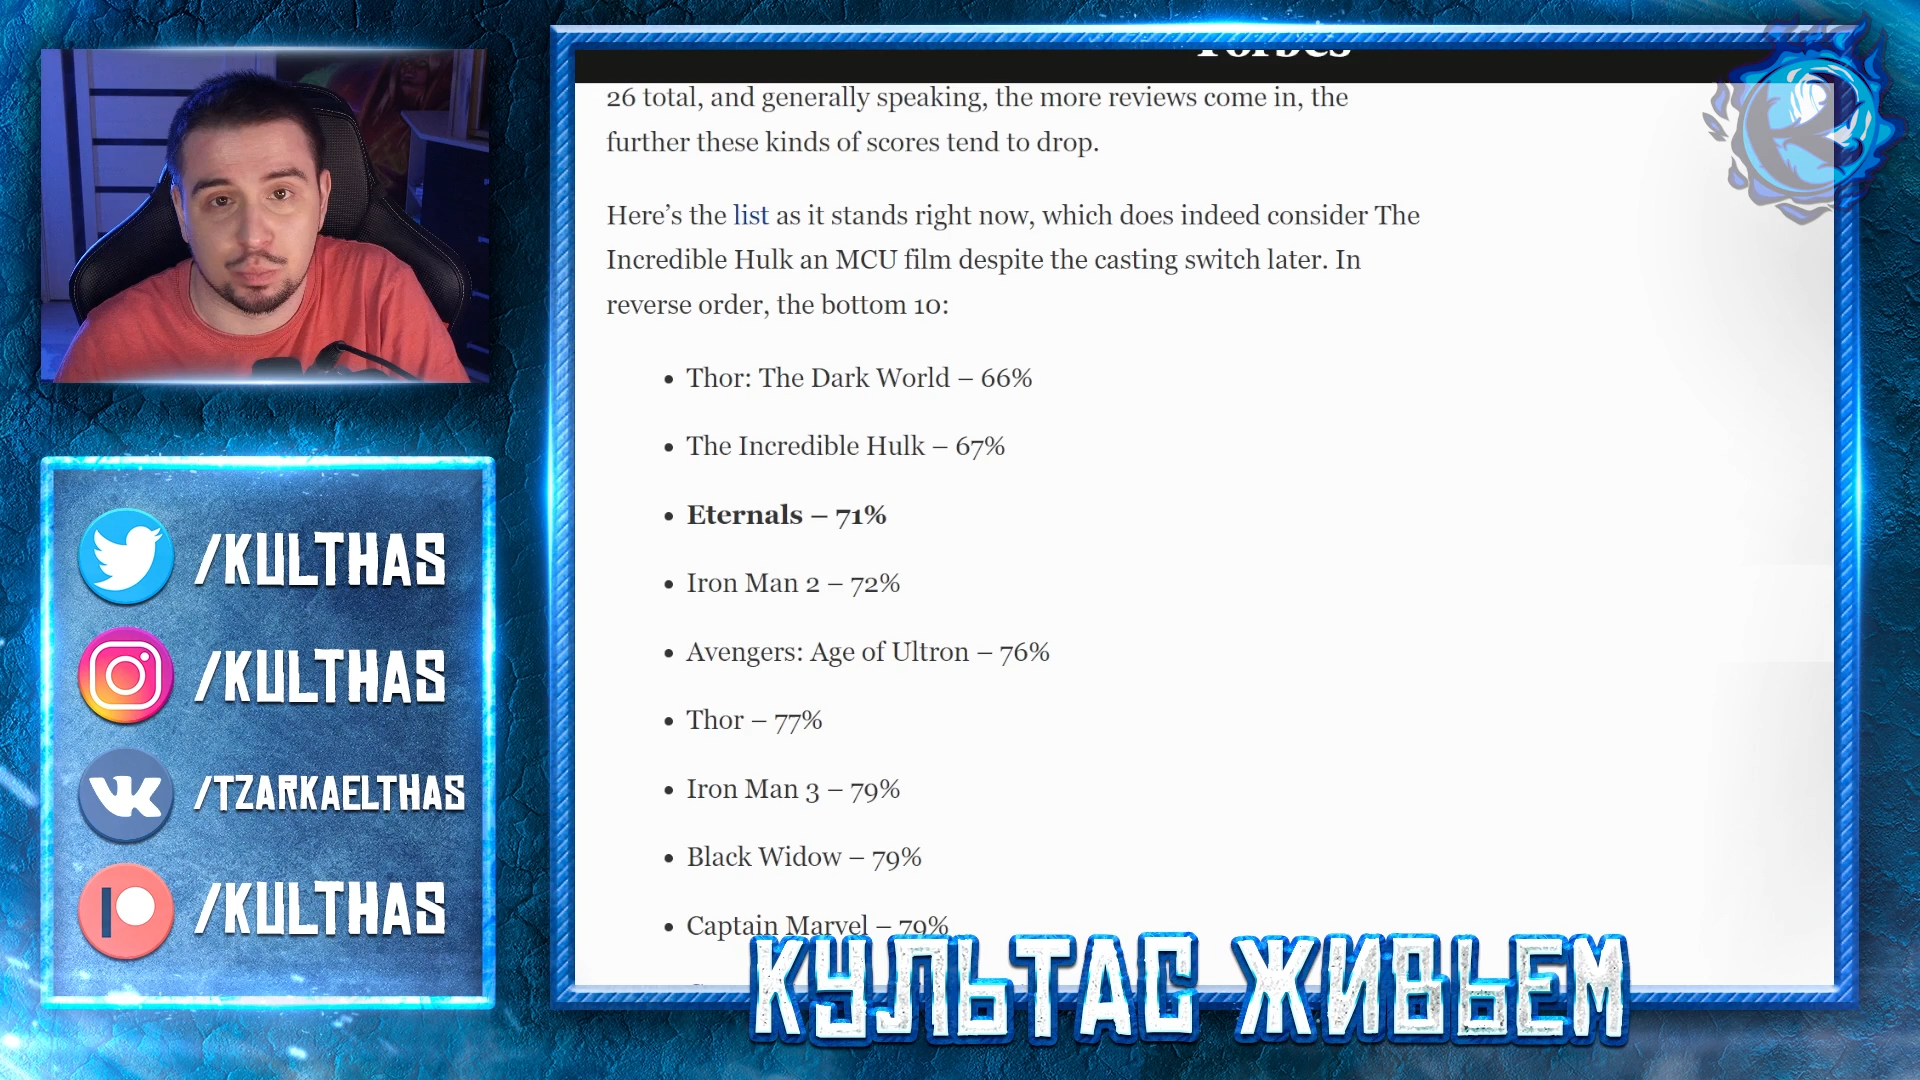 Forbes
26 total, and generally speaking, the more reviews come in, the
further these kinds of scores tend to drop.
Here’s the list as it stands right now, which does indeed consider The
Incredible Hulk an MCU film despite the casting switch later. In
reverse order, the bottom 10:
• Thor: The Dark World – 66%
• The Incredible Hulk – 67%
• Eternals – 71%
• Iron Man 2 – 72%
• Avengers: Age of Ultron – 76%
• Thor – 77%
• Iron Man 3 – 79%
• Black Widow – 79%
• Captain Marvel – 79%
/KULTHAS
/KULTHAS
/TZARKAELTHAS
/KULTHAS
КУЛЬТАС ЖИВЬЕМ